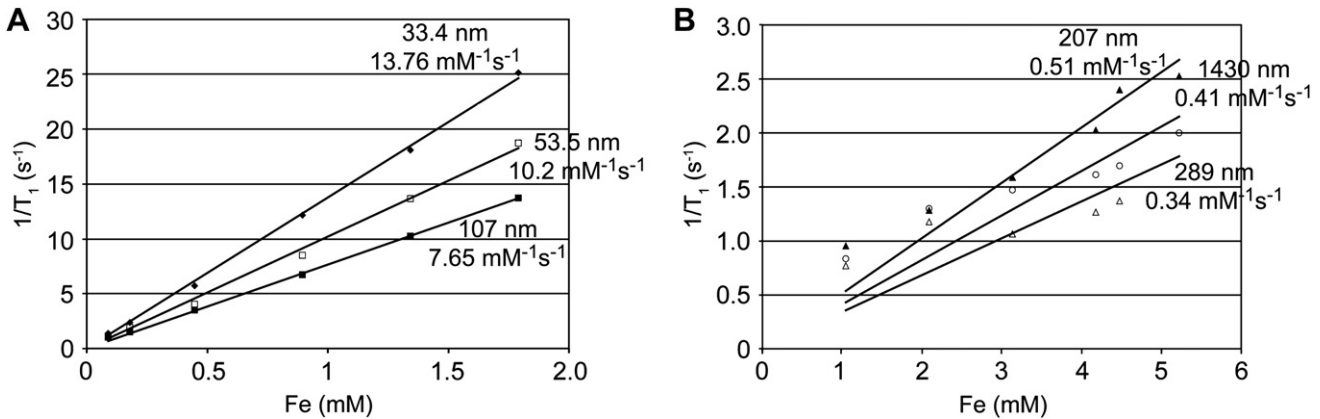 A
30
25
20
15
10
5
0
1/T₁ (s⁻¹)
33.4 nm
13.76 mM⁻¹s⁻¹
53.5 nm
10.2 mM⁻¹s⁻¹
107 nm
7.65 mM⁻¹s⁻¹
0 0.5 1 1.5 2.0
Fe (mM)
B
3.0
2.5
2.0
1.5
1.0
0.5
0
1/T₁ (s⁻¹)
207 nm
0.51 mM⁻¹s⁻¹
1430 nm
0.41 mM⁻¹s⁻¹
289 nm
0.34 mM⁻¹s⁻¹
0 1 2 3 4 5 6
Fe (mM)